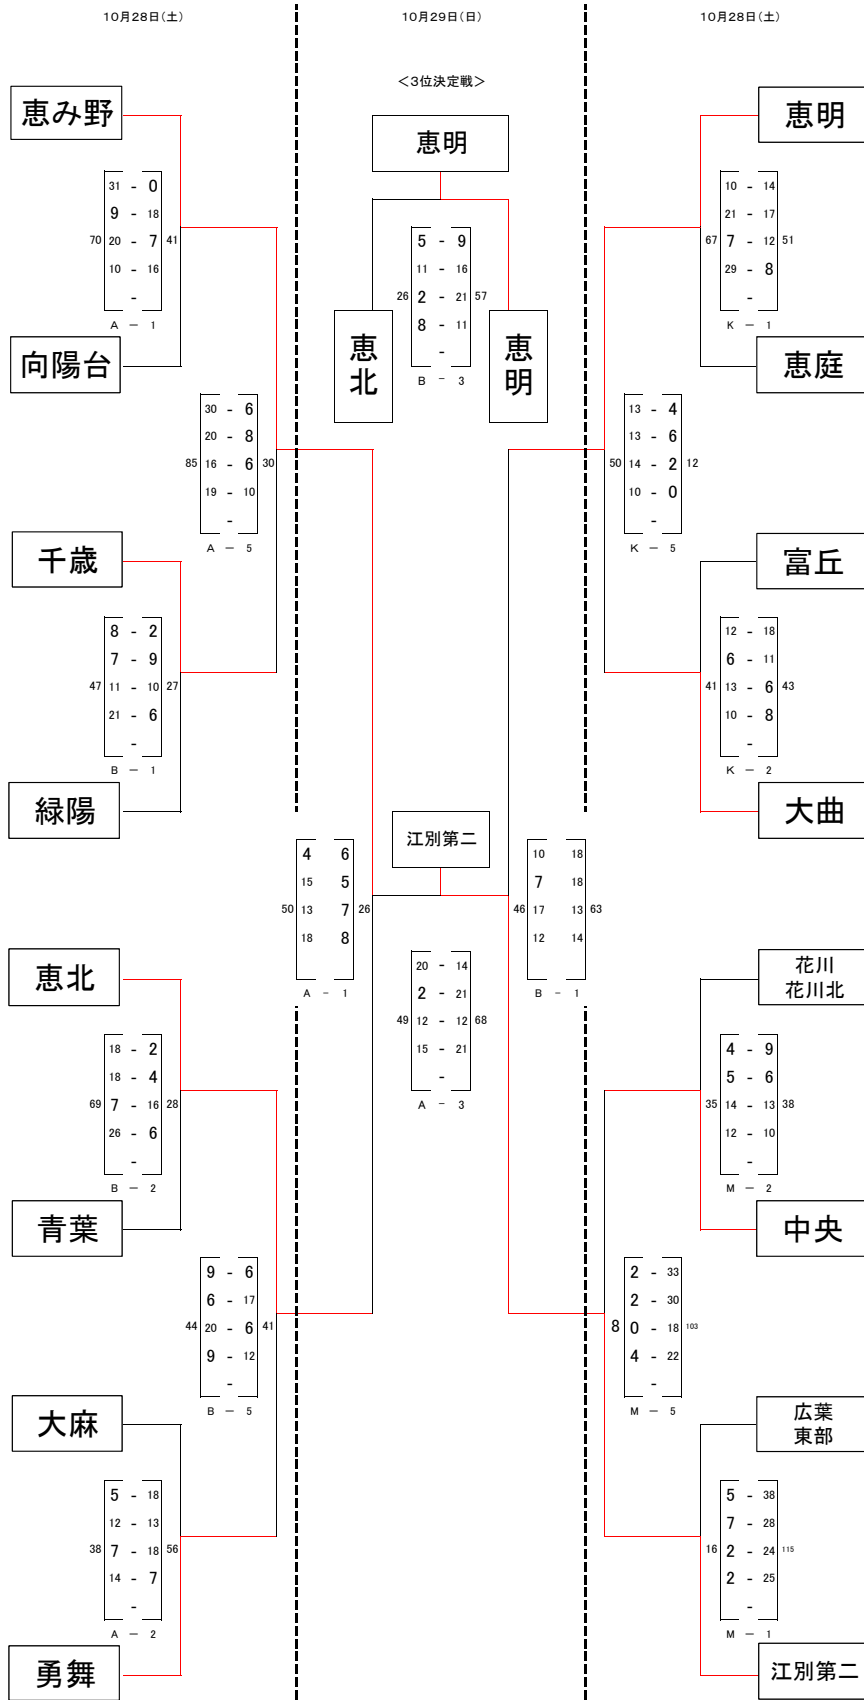 10月28日(土)
10月29日(日)
10月28日(土)
<3位決定戦>
恵み野
恵明
恵明
31 - 0
9 - 18
70 20 - 7 41
10 - 16
-
A - 1
5 - 9
11 - 16
26 2 - 21 57
8 - 11
-
B - 3
10 - 14
21 - 17
67 7 - 12 51
29 - 8
-
K - 1
向陽台
恵北
恵明
恵庭
30 - 6
20 - 8
85 16 - 6 30
19 - 10
-
A - 5
13 - 4
13 - 6
50 14 - 2 12
10 - 0
-
K - 5
千歳
富丘
8 - 2
7 - 9
47 11 - 10 27
21 - 6
-
B - 1
12 - 18
6 - 11
41 13 - 6 43
10 - 8
-
K - 2
緑陽
江別第二
大曲
4 6
15 5
50 13 7 26
18 8
A - 1
10 18
7 18
46 17 13 63
12 14
B - 1
恵北
花川
花川北
20 - 14
2 - 21
49 12 - 12 68
15 - 21
-
A - 3
18 - 2
18 - 4
69 7 - 16 28
26 - 6
-
B - 2
4 - 9
5 - 6
35 14 - 13 38
12 - 10
-
M - 2
青葉
中央
9 - 6
6 - 17
44 20 - 6 41
9 - 12
-
B - 5
2 - 33
2 - 30
8 0 - 18 103
4 - 22
-
M - 5
大麻
広葉
東部
5 - 18
12 - 13
38 7 - 18 56
14 - 7
-
A - 2
5 - 38
7 - 28
16 2 - 24 115
2 - 25
-
M - 1
勇舞
江別第二